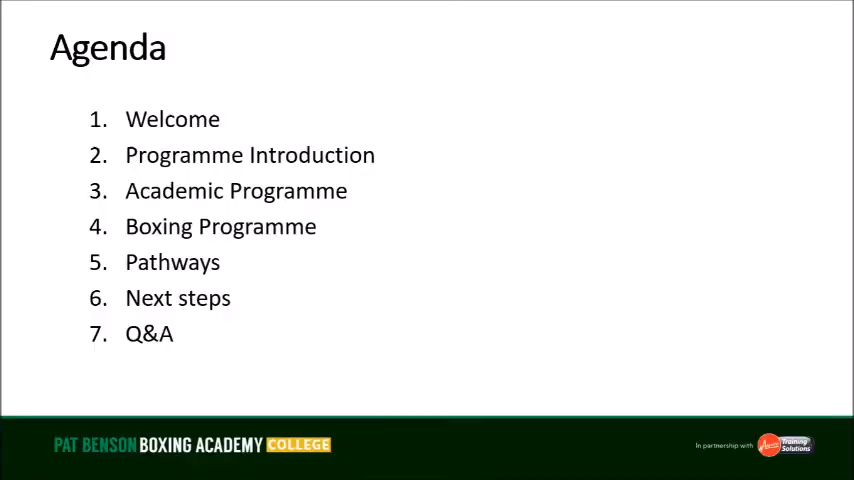 Agenda
1. Welcome
2. Programme Introduction
3. Academic Programme
4. Boxing Programme
5. Pathways
6. Next steps
7. Q&A
PAT BENSON BOXING ACADEMY COLLEGE
In partnership with
Training
Solutions